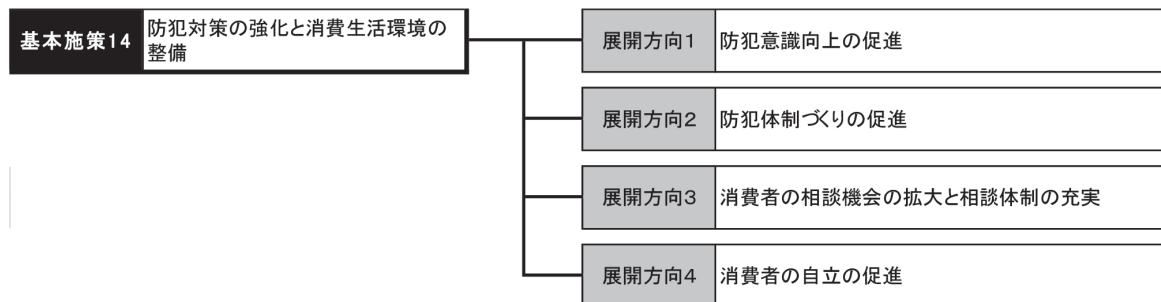 基本施策14
防犯対策の強化と消費生活環境の
整備
展開方向1
防犯意識向上の促進
展開方向2
防犯体制づくりの促進
展開方向3
消費者の相談機会の拡大と相談体制の充実
展開方向4
消費者の自立の促進